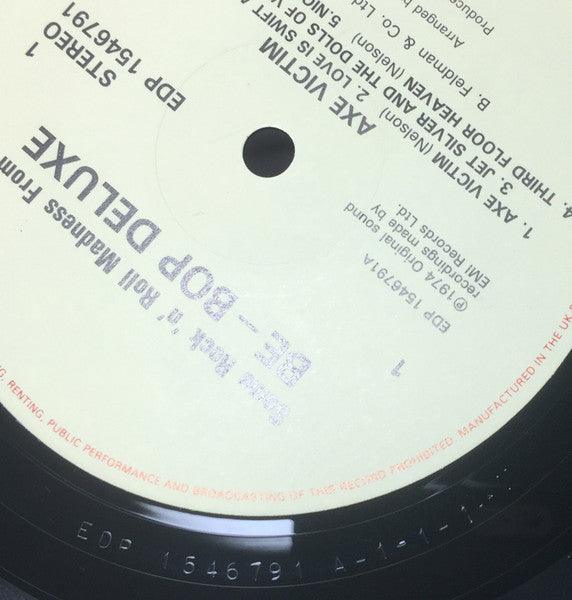 Some Rock 'n' Roll Madness From
BE – BOP DELUXE
1
STEREO
EDP 1546791
1
EDP 1546791A
℗ 1974 Original sound
recordings made by
EMI Records Ltd.
AXE VICTIM
1. AXE VICTIM (Nelson) 2. LOVE IS SWIFT
3. JET SILVER AND THE DOLLS OF
4. THIRD FLOOR HEAVEN (Nelson) 5.
B. Feldman & Co. Ltd
Arranged
RENTING, PUBLIC PERFORMANCE AND BROADCASTING OF THIS RECORD PROHIBITED MANUFACTURED IN THE UK
EDP 1546791 A-1-1-1